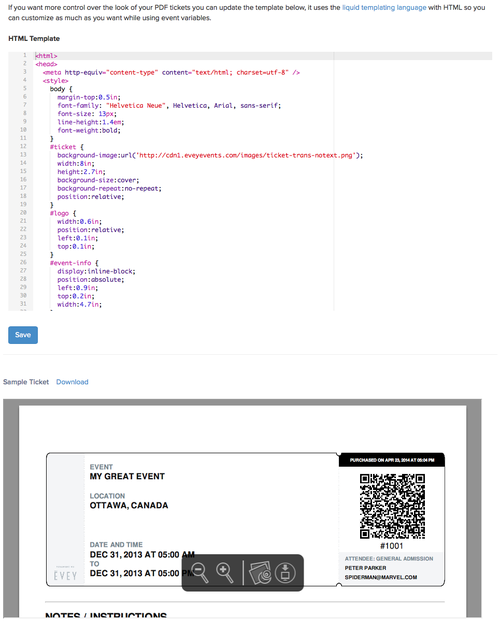 If you want more control over the look of your PDF tickets you can update the template below, it uses the liquid templating language with HTML so you
can customize as much as you want while using event variables.
HTML Template
1 <html>
2 <head>
3 <meta http-equiv="content-type" content="text/html; charset=utf-8" />
4 <style>
5 body {
6 margin-top:0.5in;
7 font-family: "Helvetica Neue", Helvetica, Arial, sans-serif;
8 font-size: 13px;
9 line-height:1.4em;
10 font-weight:bold;
11 }
12 #ticket {
13 background-image:url('http://cdn1.eveyevents.com/images/ticket-trans-notext.png');
14 width:8in;
15 height:2.7in;
16 background-size:cover;
17 background-repeat:no-repeat;
18 position:relative;
19 }
20 #logo {
21 width:0.6in;
22 position:relative;
23 left:0.1in;
24 top:0.1in;
25 }
26 #event-info {
27 display:inline-block;
28 position:absolute;
29 left:0.9in;
30 top:0.2in;
31 width:4.7in;
Save
Sample Ticket Download
PURCHASED ON APR 23, 2014 AT 05:04 PM
EVENT
MY GREAT EVENT
LOCATION
OTTAWA, CANADA
DATE AND TIME
DEC 31, 2013 AT 05:00 AM
TO
DEC 31, 2013 AT 05:00 PM
EVEY
#1001
ATTENDEE: GENERAL ADMISSION
PETER PARKER
SPIDERMAN@MARVEL.COM
NOTES / INSTRUCTIONS